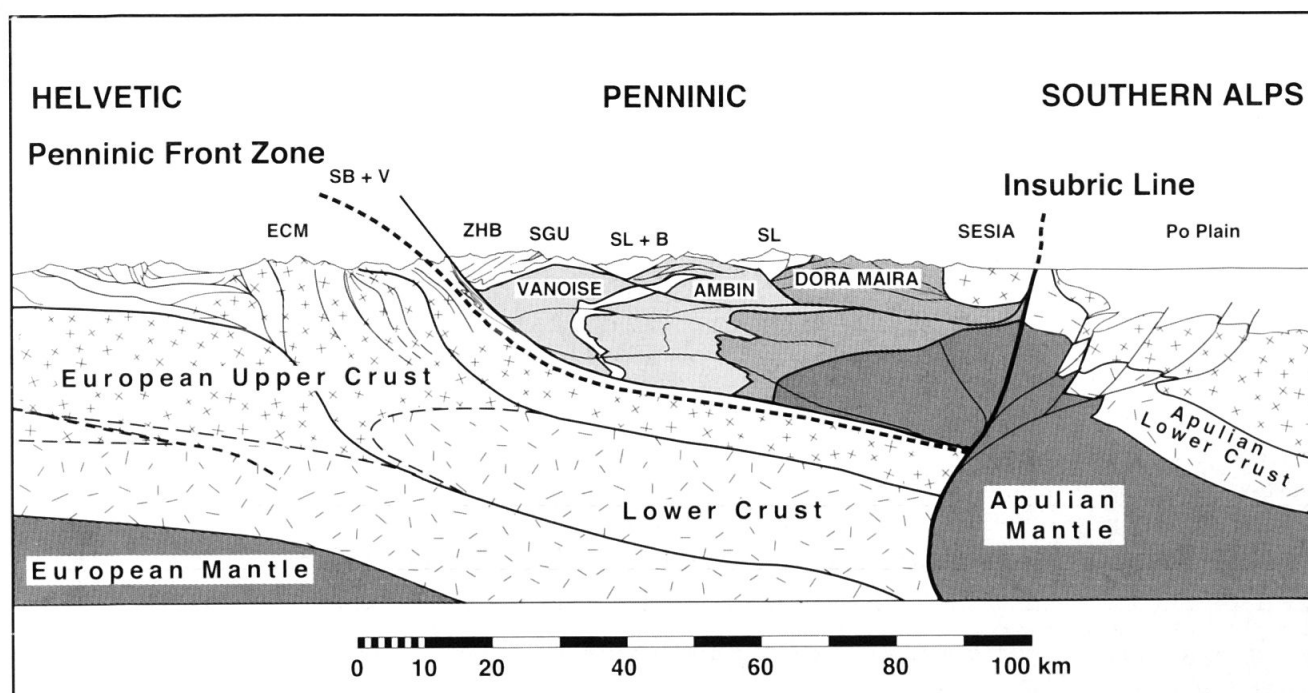 HELVETIC PENNINIC SOUTHERN ALPS
Penninic Front Zone
SB + V
Insubric Line
ECM ZHB SGU SL + B SL SESIA Po Plain
VANOISE AMBIN DORA MAIRA
European Upper Crust
Apulian
Lower Crust
Lower Crust
Apulian
Mantle
European Mantle
0 10 20 40 60 80 100 km